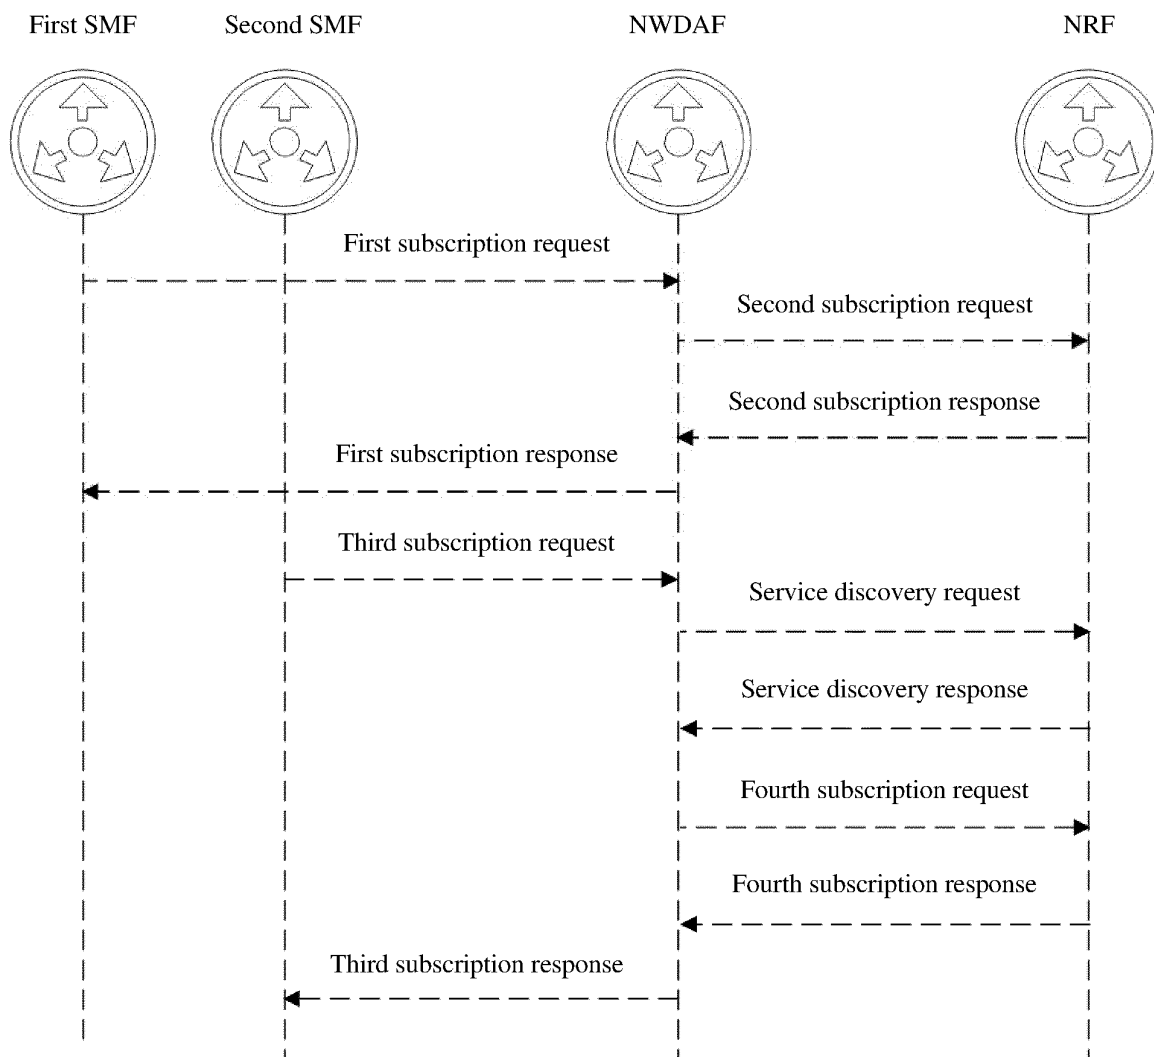 First SMF
Second SMF
NWDAF
NRF
First subscription request
Second subscription request
Second subscription response
First subscription response
Third subscription request
Service discovery request
Service discovery response
Fourth subscription request
Fourth subscription response
Third subscription response